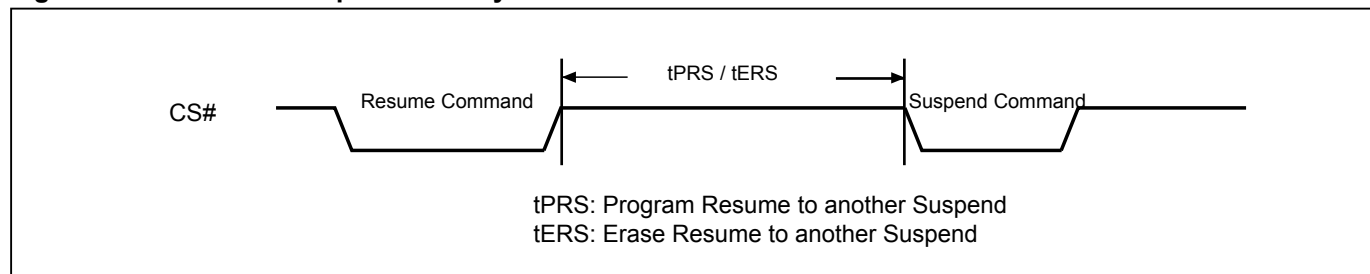 tPRS / tERS
CS#
Resume Command
Suspend Command
tPRS: Program Resume to another Suspend
tERS: Erase Resume to another Suspend